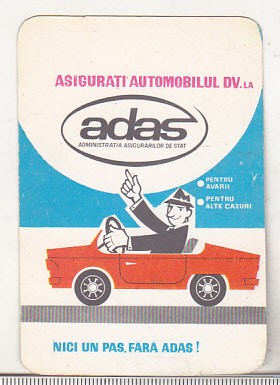 ASIGURAȚI AUTOMOBILUL DV. LA
adas
ADMINISTRAȚIA ASIGURĂRILOR DE STAT
PENTRU
AVARII
PENTRU
ALTE CAZURI
NICI UN PAS, FĂRĂ ADAS !